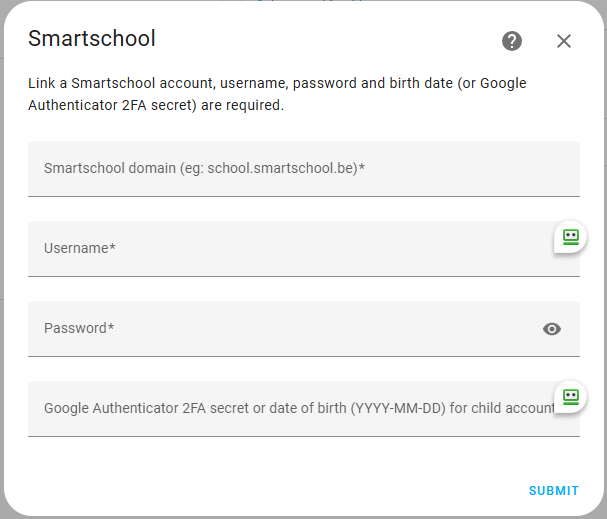 Smartschool
Link a Smartschool account, username, password and birth date (or Google
Authenticator 2FA secret) are required.
Smartschool domain (eg: school.smartschool.be)*
Username*
Password*
Google Authenticator 2FA secret or date of birth (YYYY-MM-DD) for child account
SUBMIT